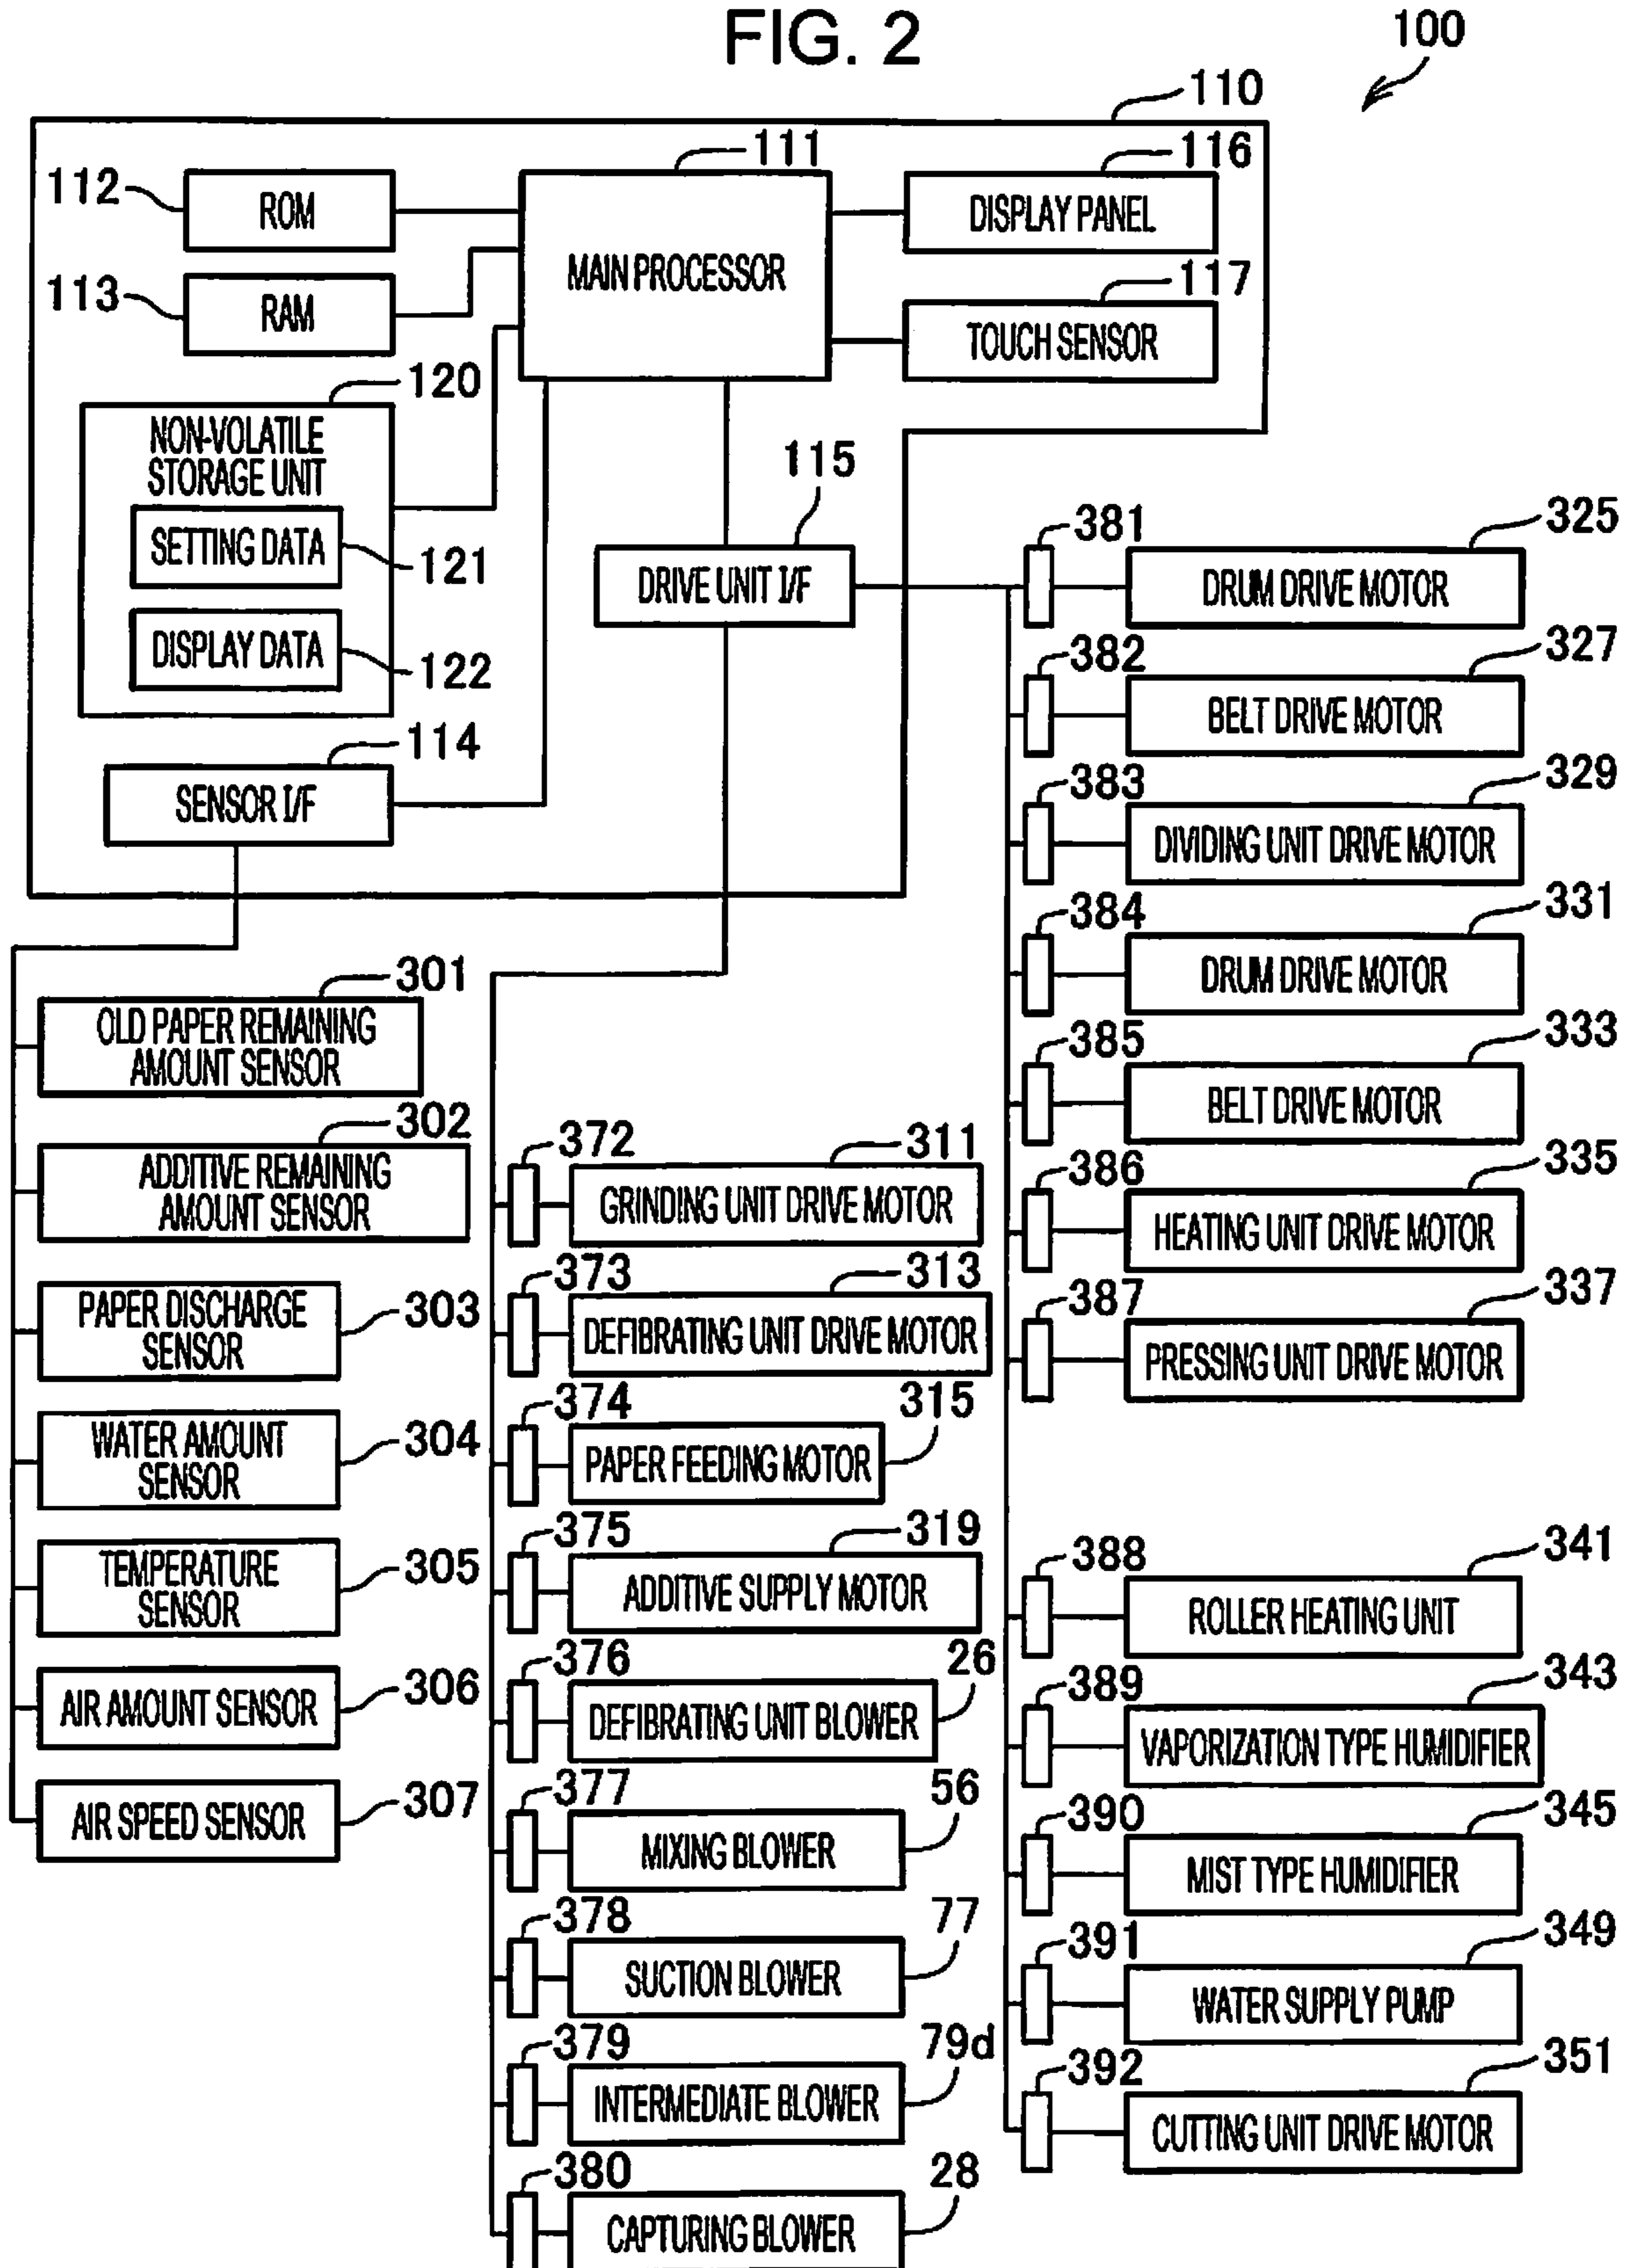 FIG. 2
100
110
111
116
112
ROM
MAIN PROCESSOR
DISPLAY PANEL
113
RAM
117
TOUCH SENSOR
120
NON-VOLATILE
STORAGE UNIT
SETTING DATA
121
DISPLAY DATA
122
115
DRIVE UNIT I/F
114
SENSOR I/F
301
OLD PAPER REMAINING
AMOUNT SENSOR
302
ADDITIVE REMAINING
AMOUNT SENSOR
PAPER DISCHARGE
SENSOR
303
WATER AMOUNT
SENSOR
304
TEMPERATURE
SENSOR
305
AIR AMOUNT SENSOR
306
AIR SPEED SENSOR
307
372
311
GRINDING UNIT DRIVE MOTOR
373
313
DEFIBRATING UNIT DRIVE MOTOR
374
315
PAPER FEEDING MOTOR
375
319
ADDITIVE SUPPLY MOTOR
376
26
DEFIBRATING UNIT BLOWER
377
56
MIXING BLOWER
378
77
SUCTION BLOWER
379
79d
INTERMEDIATE BLOWER
380
28
CAPTURING BLOWER
381
325
DRUM DRIVE MOTOR
382
327
BELT DRIVE MOTOR
383
329
DIVIDING UNIT DRIVE MOTOR
384
331
DRUM DRIVE MOTOR
385
333
BELT DRIVE MOTOR
386
335
HEATING UNIT DRIVE MOTOR
387
337
PRESSING UNIT DRIVE MOTOR
388
341
ROLLER HEATING UNIT
389
343
VAPORIZATION TYPE HUMIDIFIER
390
345
MIST TYPE HUMIDIFIER
391
349
WATER SUPPLY PUMP
392
351
CUTTING UNIT DRIVE MOTOR